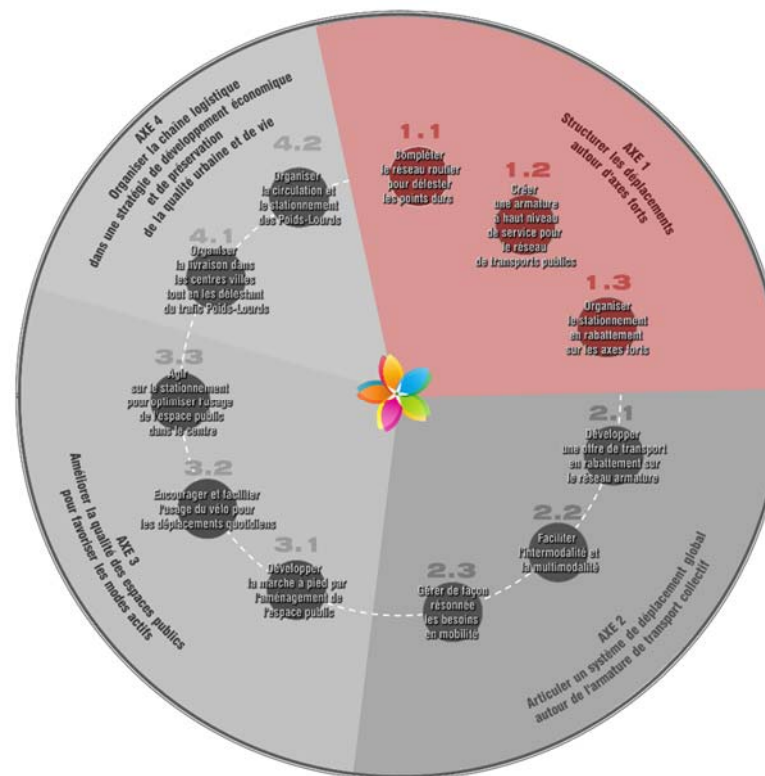 AXE 1
Structurer les déplacements
autour d'axes forts
1.1
Compléter
le réseau routier
pour délester
les points durs
1.2
Créer
une armature
à haut niveau
de service pour
le réseau
de transports publics
1.3
Organiser
le stationnement
en rabattement
sur les axes forts
2.1
Développer
une offre de transport
en rabattement sur
le réseau armature
2.2
Faciliter
l'intermodalité et
la multimodalité
2.3
Gérer de façon
résonnée
les besoins
en mobilité
AXE 2
Articuler un système de déplacement global
autour de l'armature de transport collectif
3.1
Développer
la marche à pied par
l'aménagement de
l'espace public
3.2
Encourager et faciliter
l'usage du vélo pour
les déplacements quotidiens
3.3
Agir
sur le stationnement
pour optimiser l'usage
de l'espace public
dans le centre
AXE 3
Améliorer la qualité des espaces publics
pour favoriser les modes actifs
4.1
Organiser
la livraison dans
les centres villes
tout en les délestant
du trafic Poids-Lourds
4.2
Organiser
la circulation et
le stationnement
des Poids-Lourds
AXE 4
Organiser la chaîne logistique
dans une stratégie de développement économique
et de préservation
de la qualité urbaine et de vie